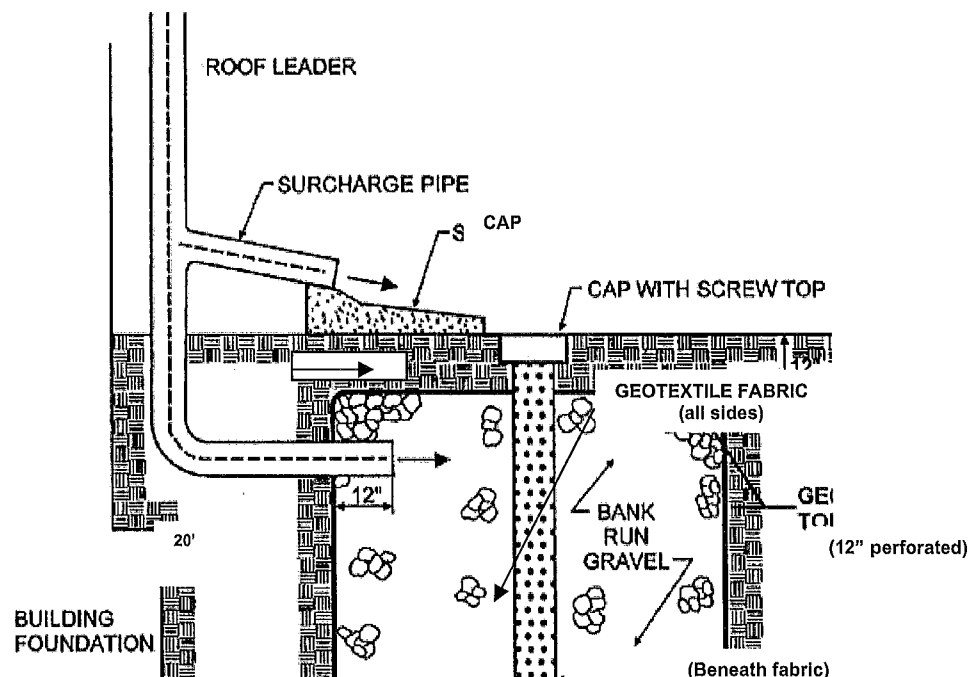 ROOF LEADER
SURCHARGE PIPE
S CAP
CAP WITH SCREW TOP
12"
GEOTEXTILE FABRIC
(all sides)
12"
BANK
RUN
GRAVEL
20'
(12” perforated)
BUILDING
FOUNDATION
(Beneath fabric)